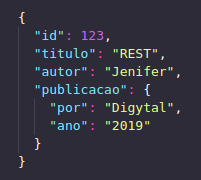 {
"id": 123,
"titulo": "REST",
"autor": "Jenifer",
"publicacao": {
"por": "Digytal",
"ano": "2019"
}
}